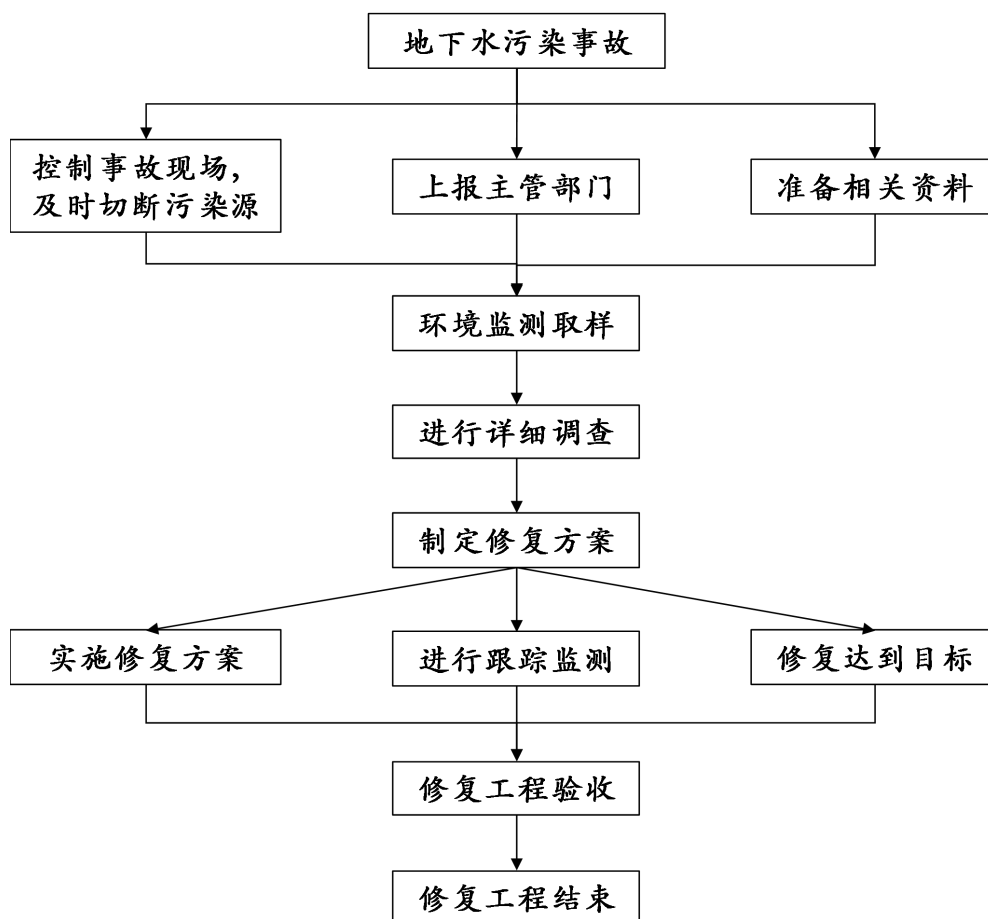 地下水污染事故
控制事故现场，
及时切断污染源
上报主管部门
准备相关资料
环境监测取样
进行详细调查
制定修复方案
实施修复方案
进行跟踪监测
修复达到目标
修复工程验收
修复工程结束